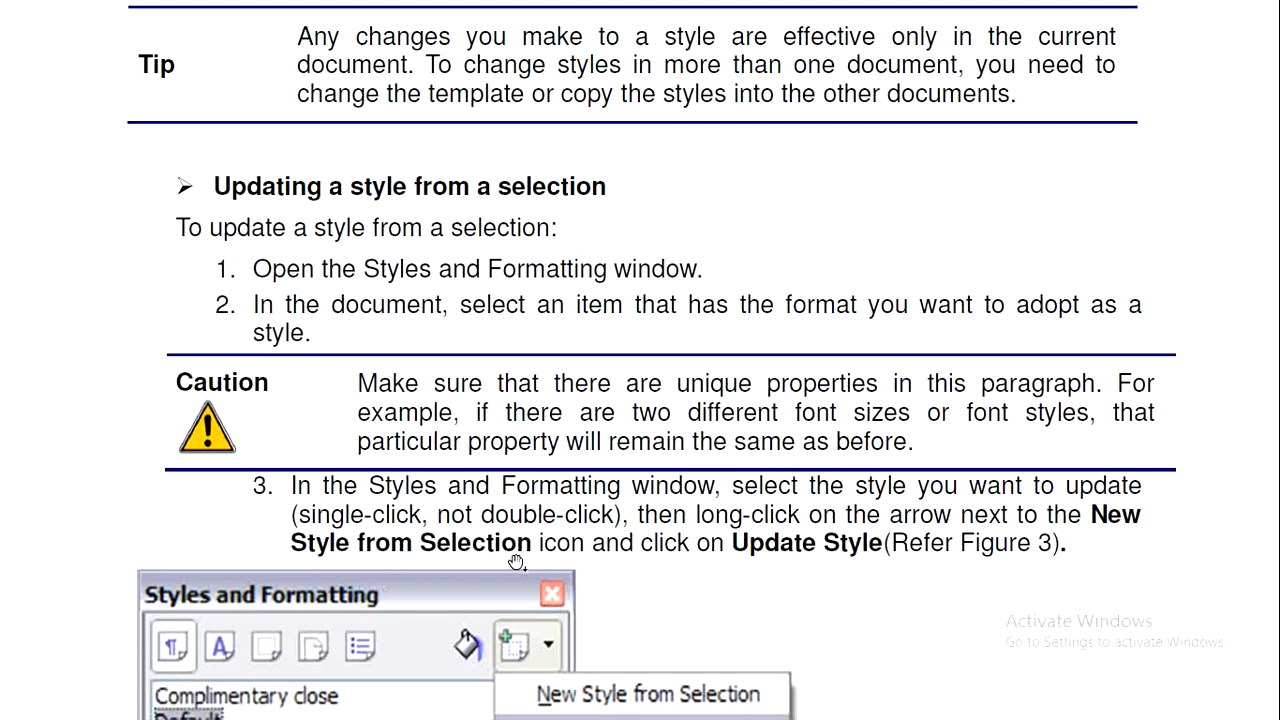 Tip
Any changes you make to a style are effective only in the current
document. To change styles in more than one document, you need to
change the template or copy the styles into the other documents.
➢ Updating a style from a selection
To update a style from a selection:
1. Open the Styles and Formatting window.
2. In the document, select an item that has the format you want to adopt as a
style.
Caution
Make sure that there are unique properties in this paragraph. For
example, if there are two different font sizes or font styles, that
particular property will remain the same as before.
3. In the Styles and Formatting window, select the style you want to update
(single-click, not double-click), then long-click on the arrow next to the New
Style from Selection icon and click on Update Style(Refer Figure 3).
Styles and Formatting
Complimentary close
New Style from Selection
Default
Activate Windows
Go to Settings to activate Windows